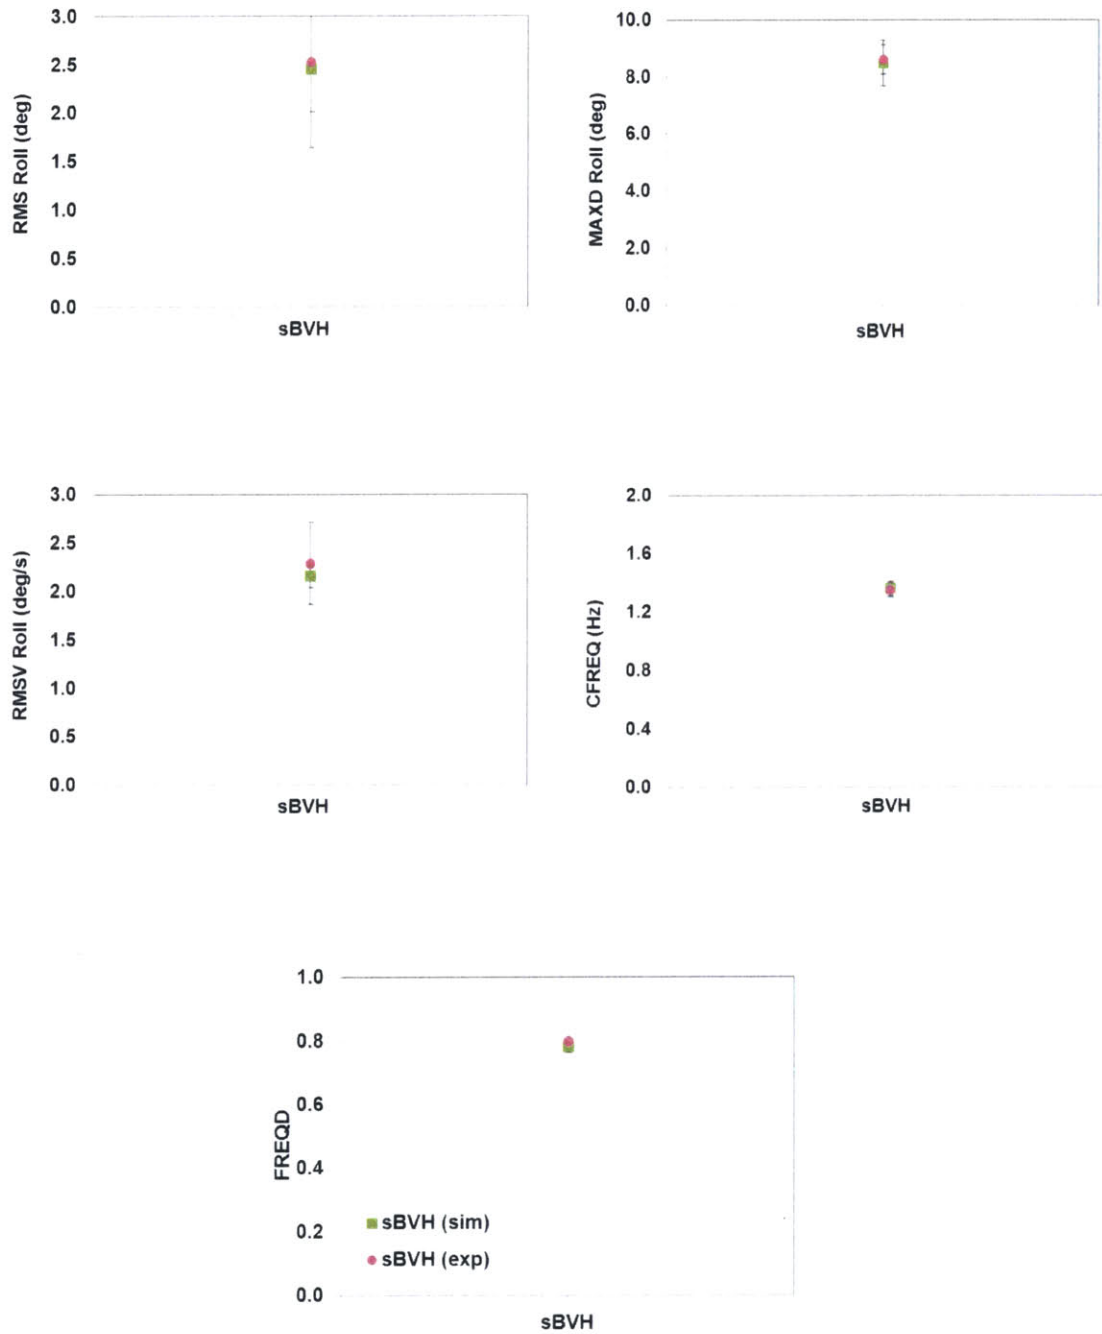 3.0
2.5
2.0
1.5
1.0
0.5
0.0
RMS Roll (deg)
sBVH
10.0
8.0
6.0
4.0
2.0
0.0
MAXD Roll (deg)
sBVH
3.0
2.5
2.0
1.5
1.0
0.5
0.0
RMSV Roll (deg/s)
sBVH
2.0
1.6
1.2
0.8
0.4
0.0
CFREQ (Hz)
sBVH
1.0
0.8
0.6
0.4
0.2
0.0
FREQD
sBVH (sim)
sBVH (exp)
sBVH